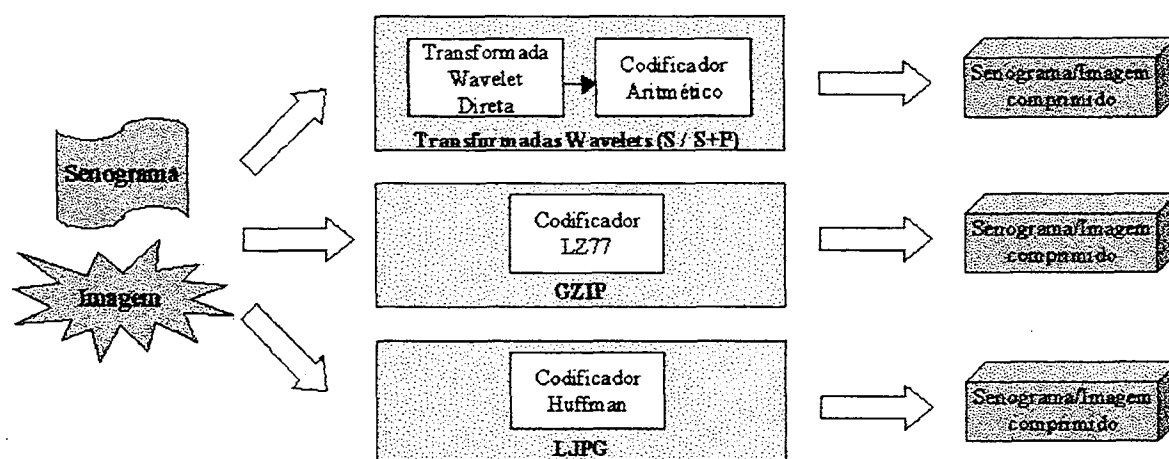 Transformada
Wavelet
Direta
Codificador
Aritmético
Transformadas Wavelets (S / S+P)
Senograma/Imagem
comprimido
Senograma
Imagem
Codificador
LZ77
GZIP
Senograma/Imagem
comprimido
Codificador
Huffman
LJPG
Senograma/Imagem
comprimido